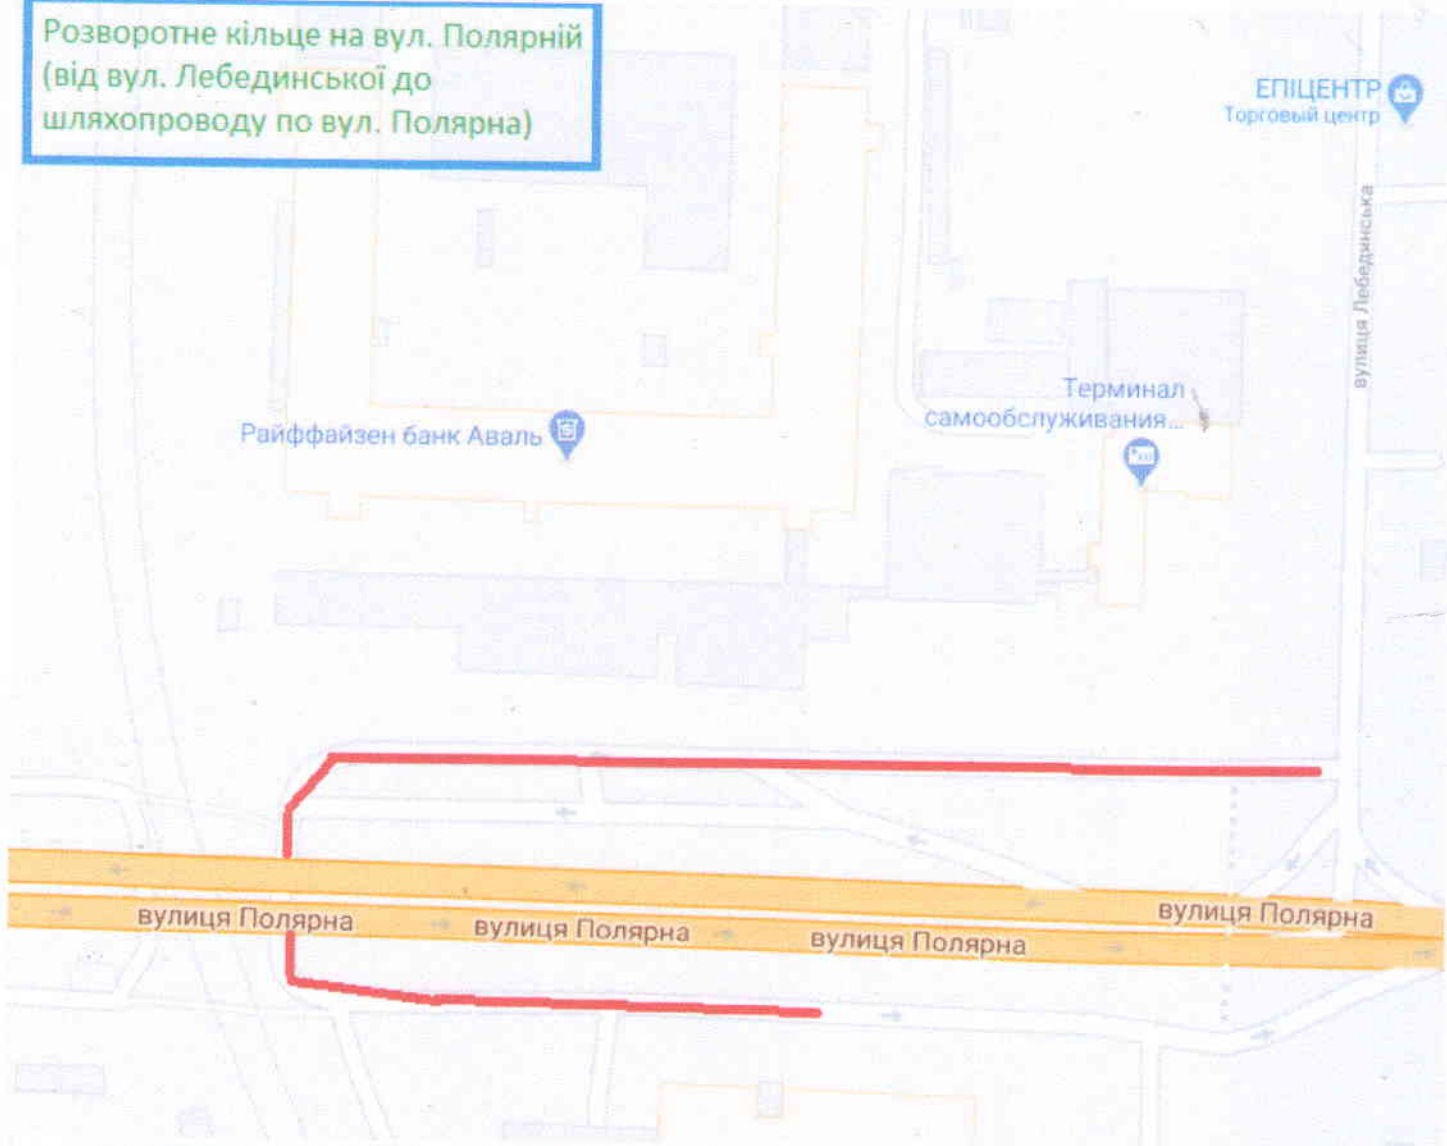 Розворотне кільце на вул. Полярній
(від вул. Лебединської до
шляхопроводу по вул. Полярна)
ЕПІЦЕНТР
Торговый центр
вулиця Лебединська
Терминал
самообслуживания...
Райффайзен банк Аваль
вулиця Полярна
вулиця Полярна
вулиця Полярна
вулиця Полярна